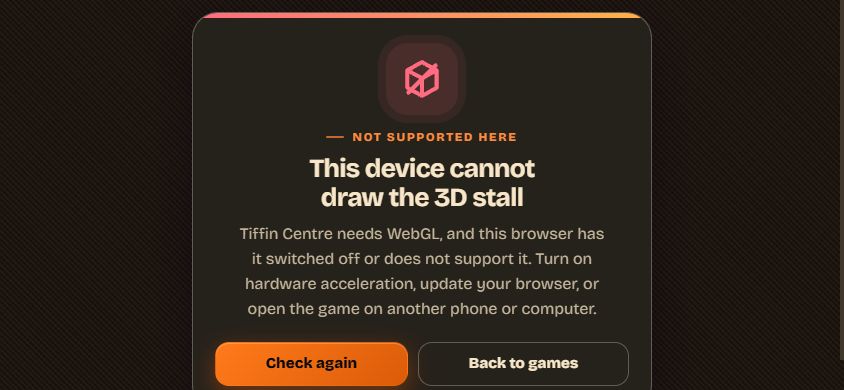 NOT SUPPORTED HERE
This device cannot
draw the 3D stall
Tiffin Centre needs WebGL, and this browser has
it switched off or does not support it. Turn on
hardware acceleration, update your browser, or
open the game on another phone or computer.
Check again
Back to games